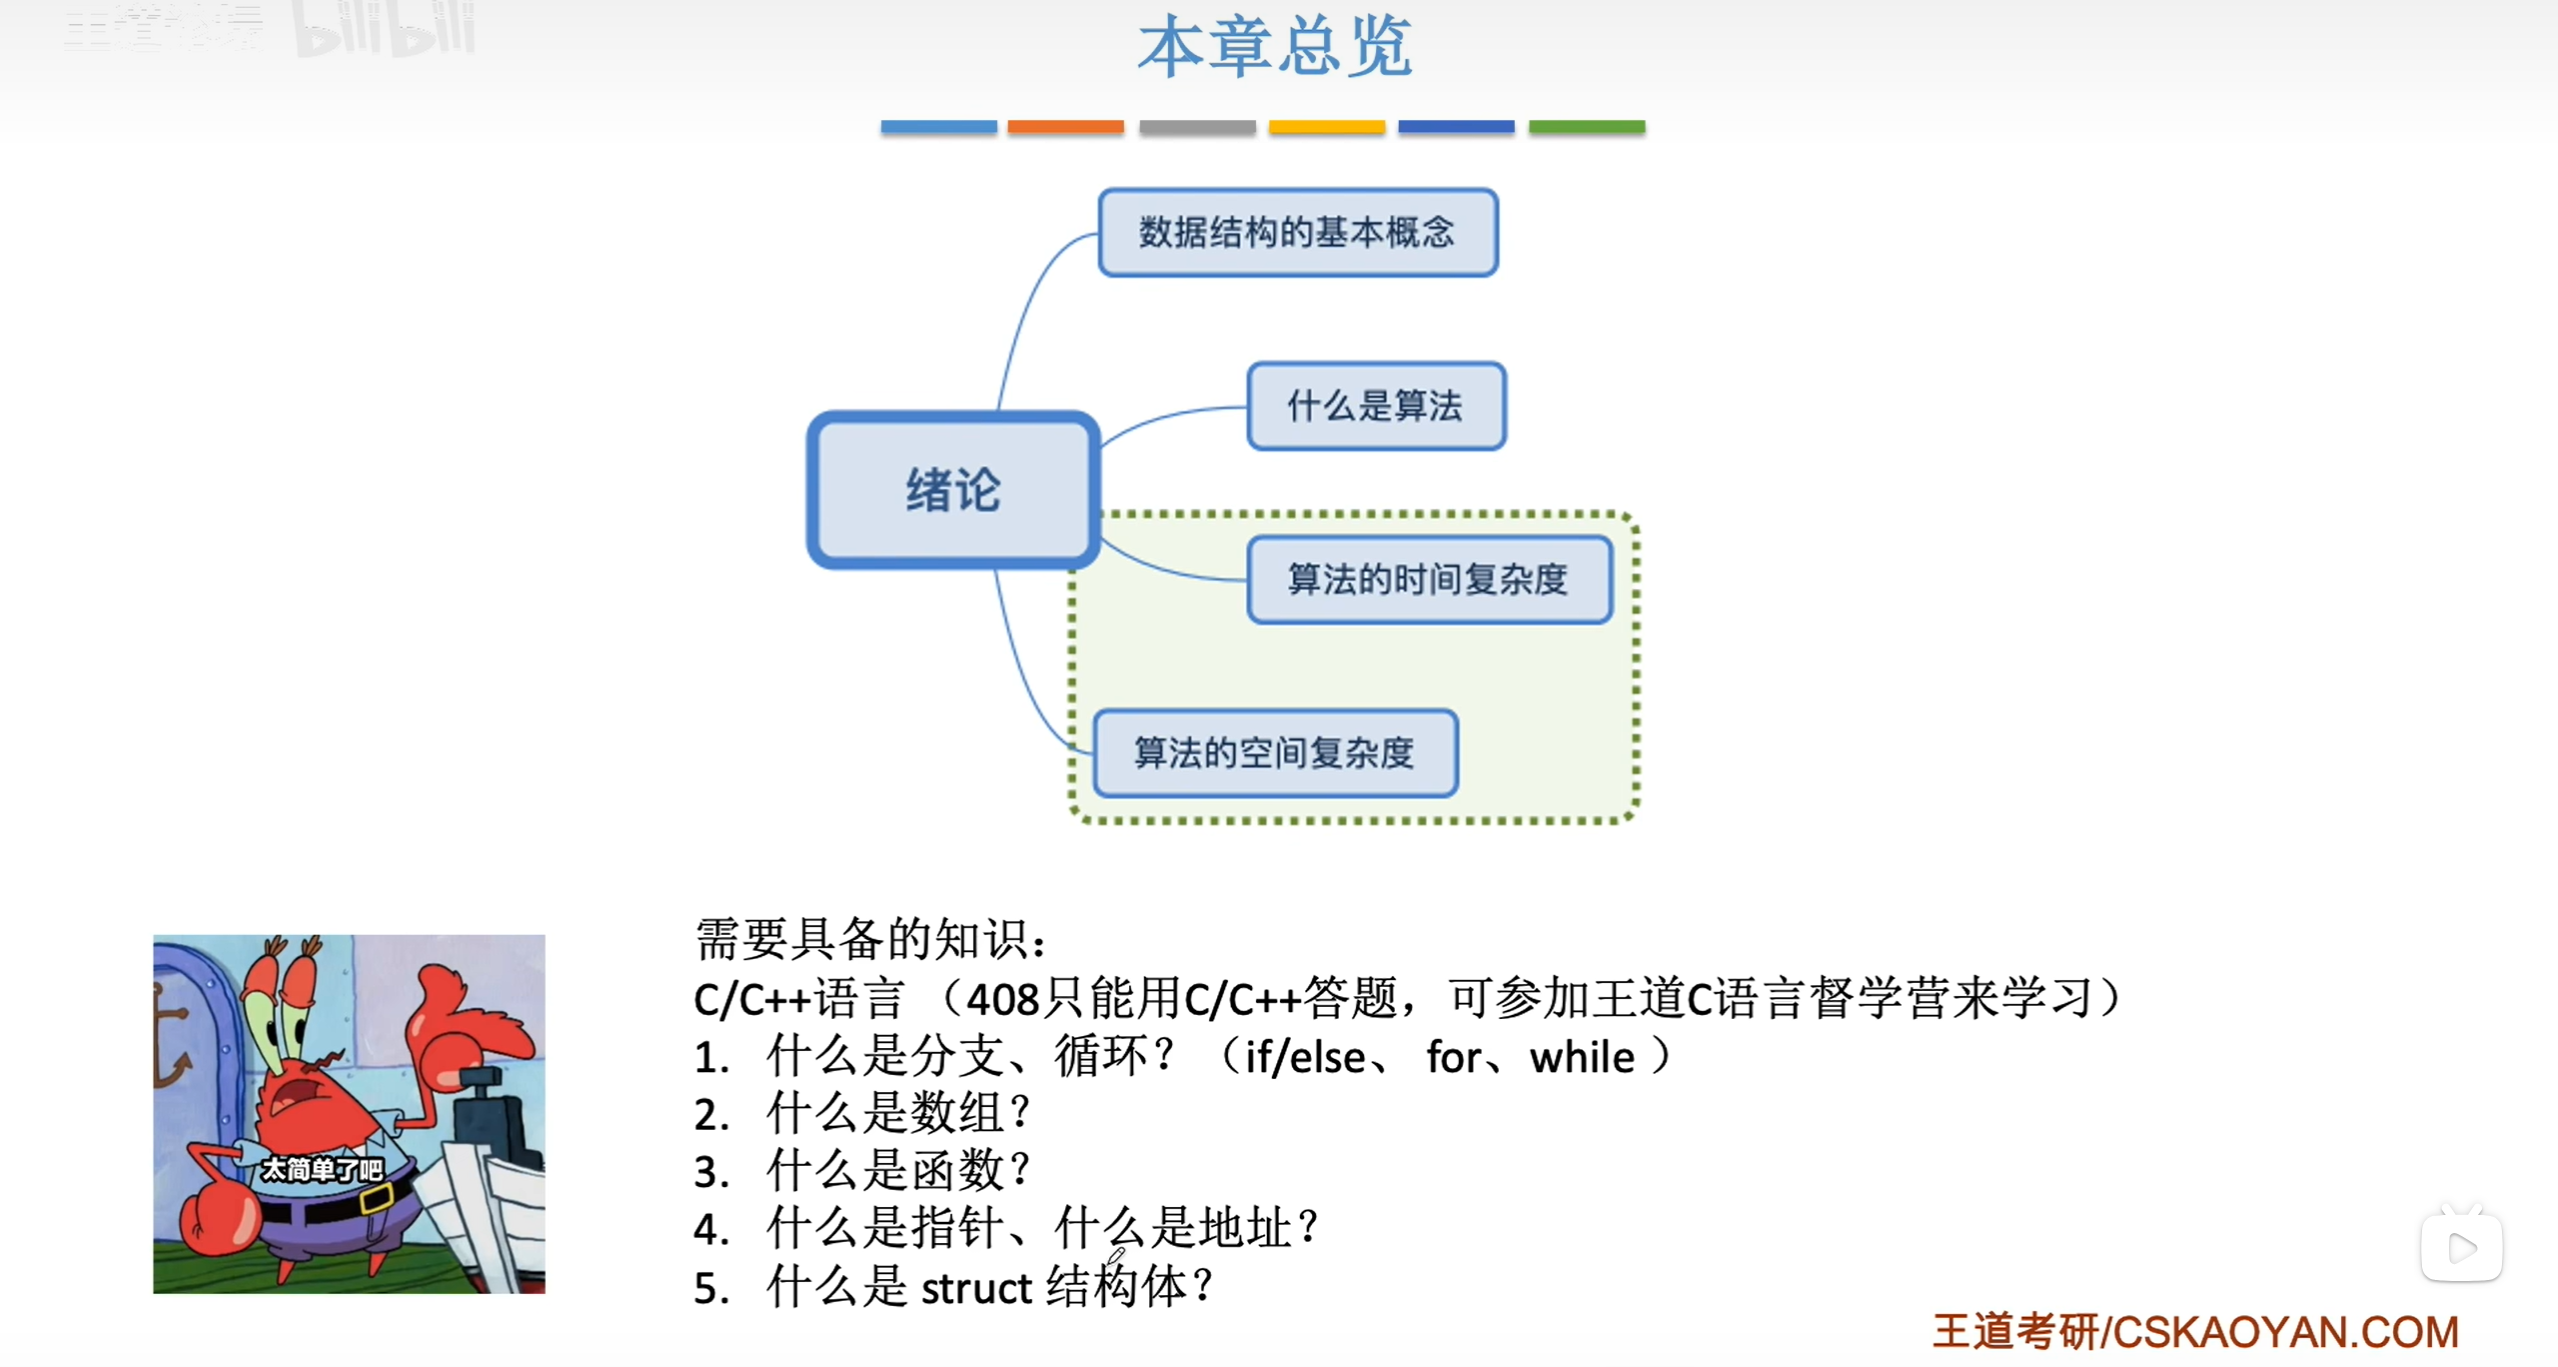 王道论坛 bilibili
本章总览
数据结构的基本概念
什么是算法
绪论
算法的时间复杂度
算法的空间复杂度
需要具备的知识：
C/C++语言 （408只能用C/C++答题，可参加王道C语言督学营来学习）
1. 什么是分支、循环？（if/else、 for、while ）
2. 什么是数组？
3. 什么是函数？
4. 什么是指针、什么是地址？
5. 什么是 struct 结构体？
太简单了吧
王道考研/CSKAOYAN.COM